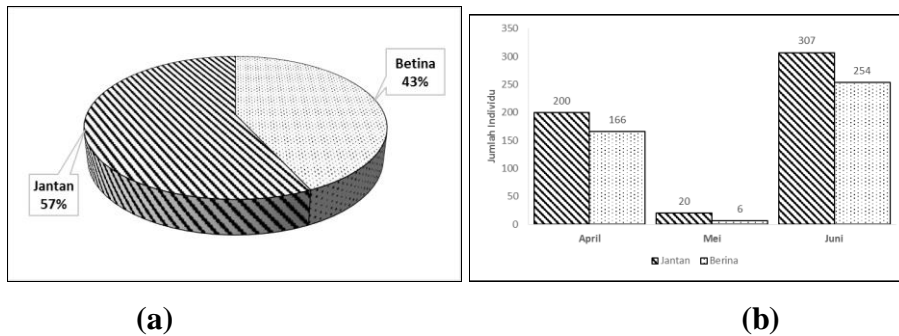 Betina
43%
Jantan
57%
350
300
250
200
150
100
50
0
Jumlah Individu
200
166
20
6
307
254
April
Mei
Juni
Jantan
Berina
(a)
(b)